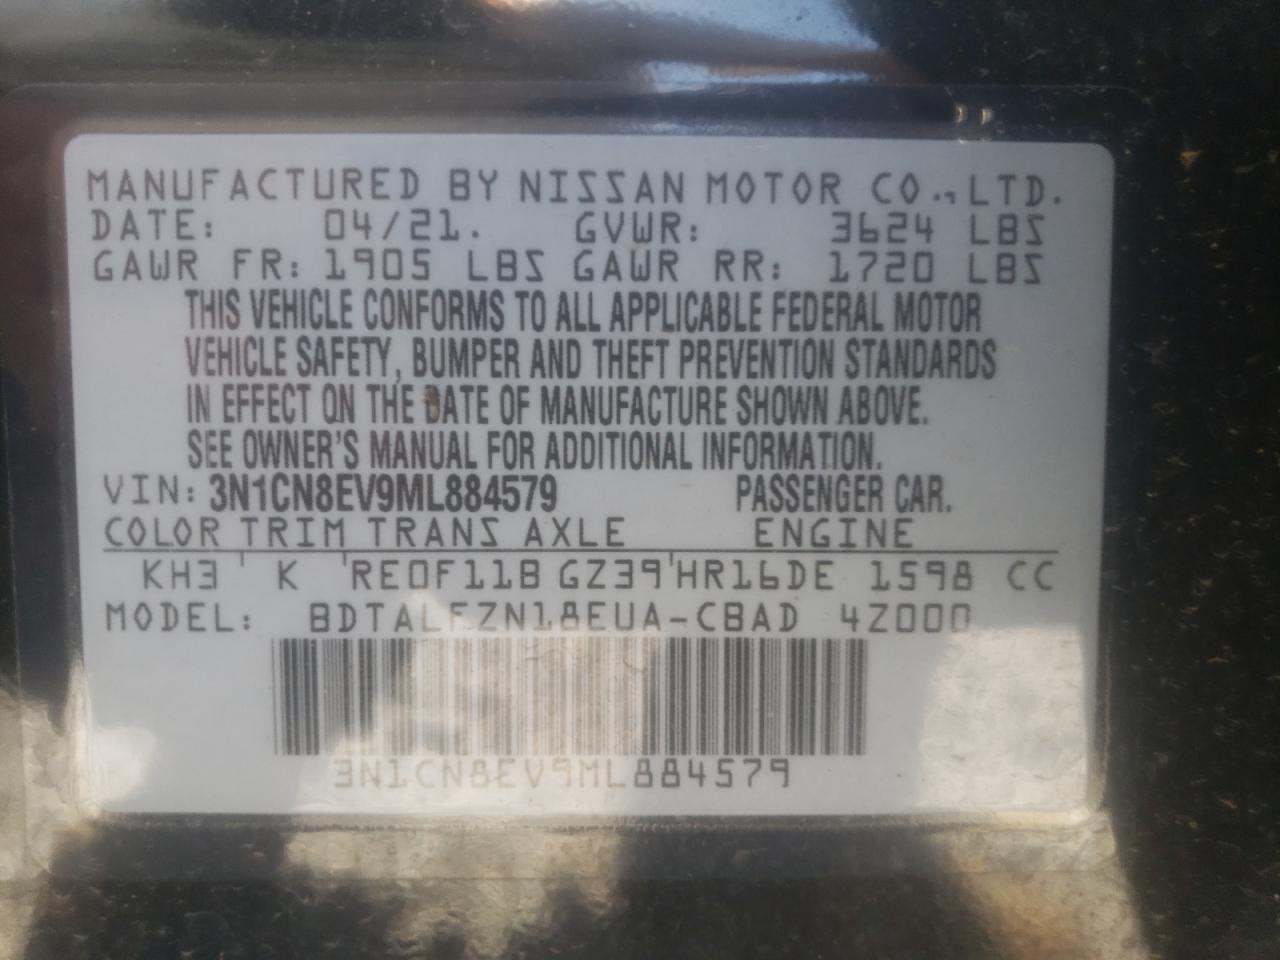 MANUFACTURED BY NISSAN MOTOR CO., LTD.
DATE: 04/21. GVWR: 3624 LBS
GAWR FR: 1905 LBS GAWR RR: 1720 LBS
THIS VEHICLE CONFORMS TO ALL APPLICABLE FEDERAL MOTOR
VEHICLE SAFETY, BUMPER AND THEFT PREVENTION STANDARDS
IN EFFECT ON THE DATE OF MANUFACTURE SHOWN ABOVE.
SEE OWNER'S MANUAL FOR ADDITIONAL INFORMATION.
VIN: 3N1CN8EV9ML884579 PASSENGER CAR.
COLOR TRIM TRANS AXLE ENGINE
KH3 K RE0F11B GZ39 HR16DE 1598 CC
MODEL: BDTALFZN18EUA-CBAD 4Z000
3N1CN8EV9ML884579